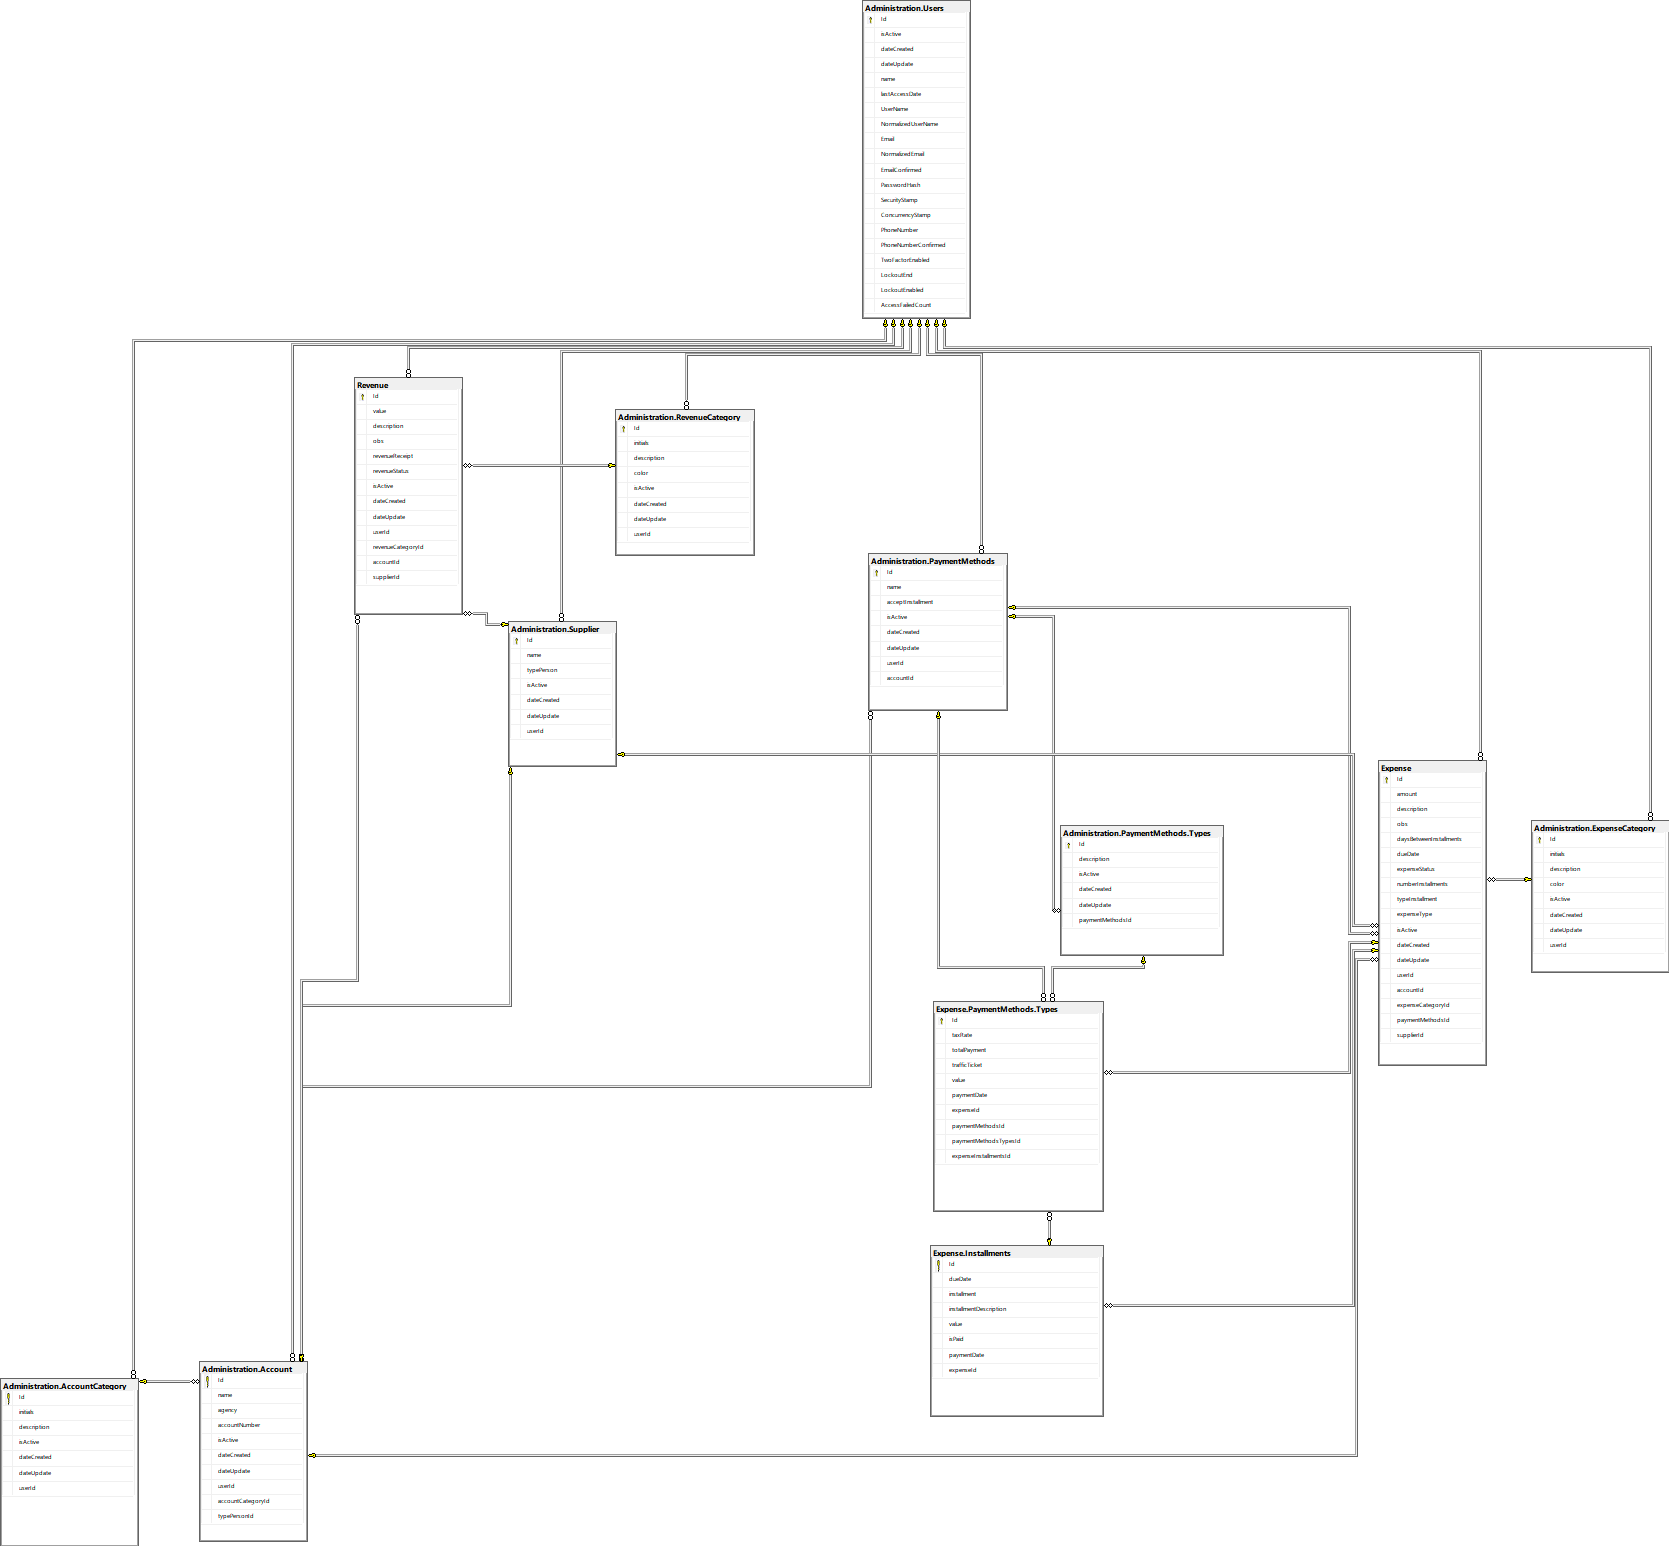 Administration.Users
Id
isActive
dateCreated
dateUpdate
name
lastAccessDate
UserName
NormalizedUserName
Email
NormalizedEmail
EmailConfirmed
PasswordHash
SecurityStamp
ConcurrencyStamp
PhoneNumber
PhoneNumberConfirmed
TwoFactorEnabled
LockoutEnd
LockoutEnabled
AccessFailedCount
Revenue
Id
value
description
obs
revenueReceipt
revenueStatus
isActive
dateCreated
dateUpdate
userId
revenueCategoryId
accountId
supplierId
Administration.RevenueCategory
Id
initials
description
color
isActive
dateCreated
dateUpdate
userId
Administration.PaymentMethods
Id
name
acceptInstallment
isActive
dateCreated
dateUpdate
userId
accountId
Administration.Supplier
Id
name
typePerson
isActive
dateCreated
dateUpdate
userId
Expense
Id
amount
description
obs
daysBetweenInstallments
dueDate
expenseStatus
numberInstallments
typeInstallment
expenseType
isActive
dateCreated
dateUpdate
userId
accountId
expenseCategoryId
paymentMethodsId
supplierId
Administration.ExpenseCategory
Id
initials
description
color
isActive
dateCreated
dateUpdate
userId
Administration.PaymentMethods.Types
Id
description
isActive
dateCreated
dateUpdate
paymentMethodsId
Expense.PaymentMethods.Types
Id
taxRate
totalPayment
trafficTicket
value
paymentDate
expenseId
paymentMethodsId
paymentMethodsTypesId
expenseInstallmentsId
Expense.Installments
Id
dueDate
installment
installmentDescription
value
isPaid
paymentDate
expenseId
Administration.Account
Id
name
agency
accountNumber
isActive
dateCreated
dateUpdate
userId
accountCategoryId
typePersonId
Administration.AccountCategory
Id
initials
description
isActive
dateCreated
dateUpdate
userId